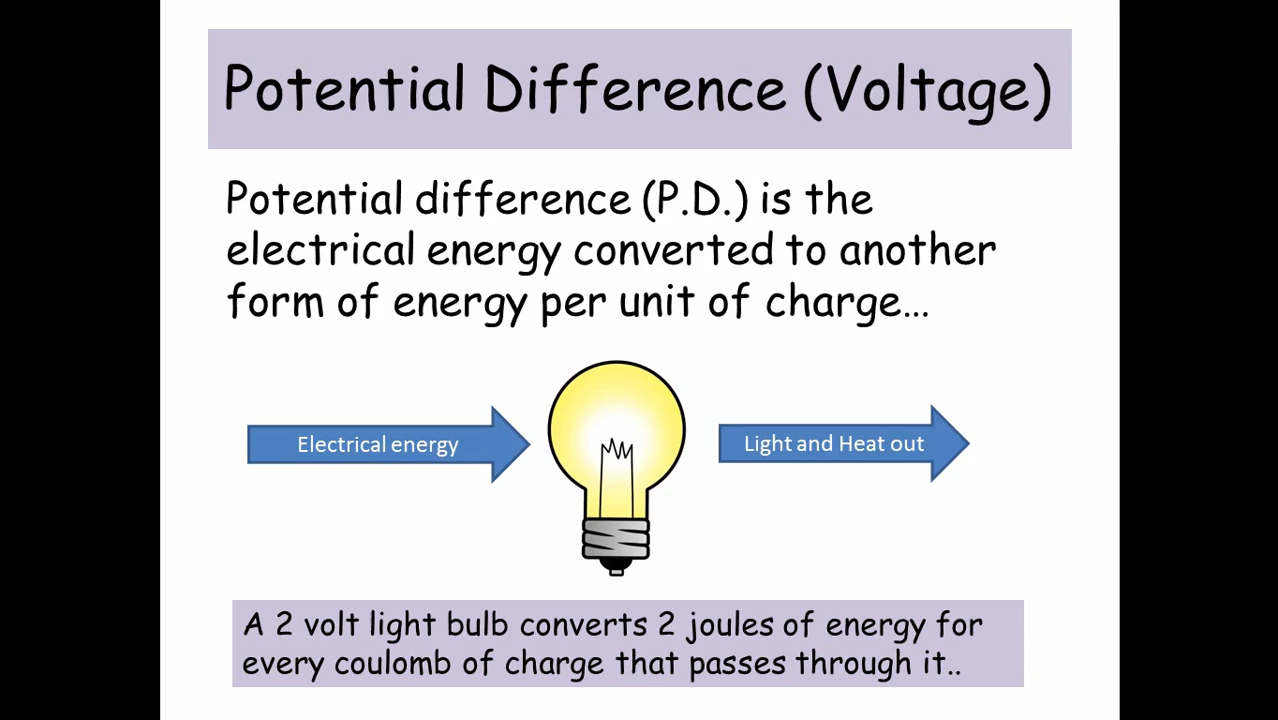 Potential Difference (Voltage)
Potential difference (P.D.) is the
electrical energy converted to another
form of energy per unit of charge…
Electrical energy
Light and Heat out
A 2 volt light bulb converts 2 joules of energy for
every coulomb of charge that passes through it..